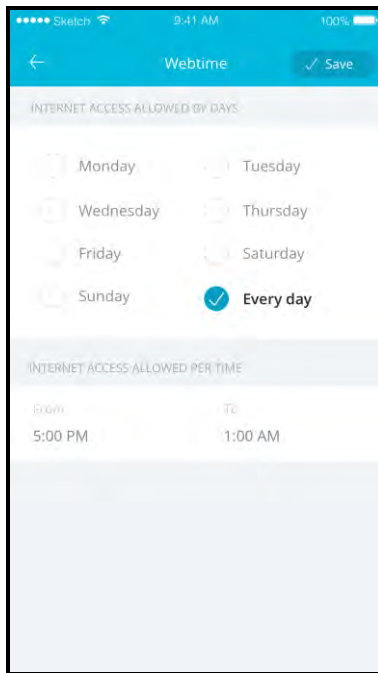 Sketch 9:41 AM 100%
Webtime Save
INTERNET ACCESS ALLOWED BY DAYS
Monday Tuesday
Wednesday Thursday
Friday Saturday
Sunday Every day
INTERNET ACCESS ALLOWED PER TIME
From To
5:00 PM 1:00 AM